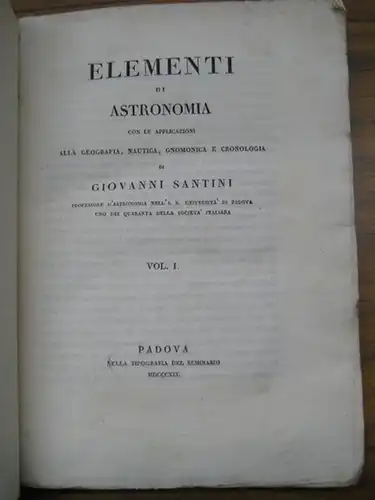 ELEMENTI
DI
ASTRONOMIA
CON LE APPLICAZIONI
ALLA GEOGRAFIA, NAUTICA, GNOMONICA E CRONOLOGIA
DI
GIOVANNI SANTINI
PROFESSORE D'ASTRONOMIA NELL'I. R. UNIVERSITA' DI PADOVA
UNO DEI QUARANTA DELLA SOCIETA' ITALIANA
VOL. I.
PADOVA
NELLA TIPOGRAFIA DEL SEMINARIO
MDCCCXIX.